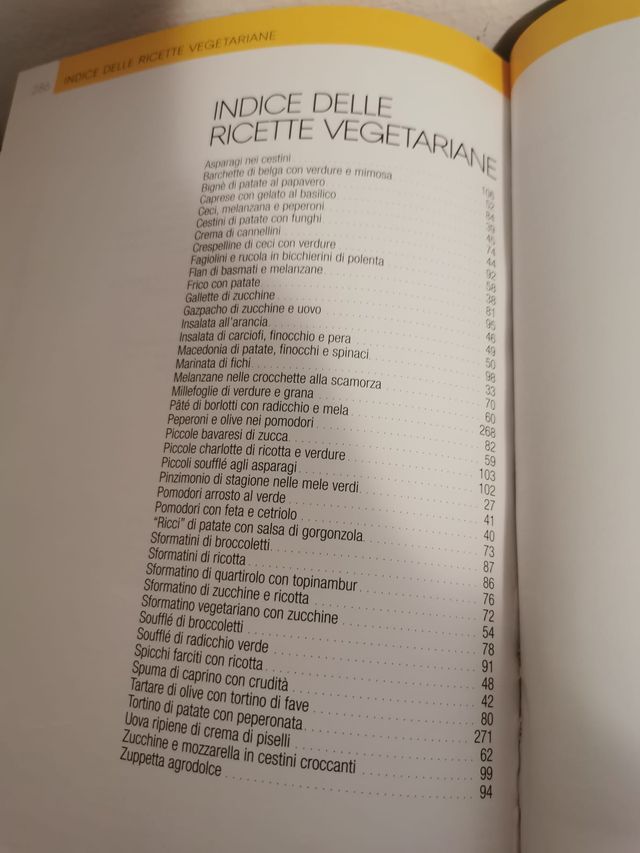 286 INDICE DELLE RICETTE VEGETARIANE
INDICE DELLE
RICETTE VEGETARIANE
Asparagi nei cestini 106
Barchette di belga con verdure e mimosa 52
Bignè di patate al papavero 84
Caprese con gelato al basilico 39
Ceci, melanzana e peperoni 45
Cestini di patate con funghi 74
Crema di cannellini 44
Crespelline di ceci con verdure 92
Fagiolini e rucola in bicchierini di polenta 58
Flan di basmati e melanzane 38
Frico con patate 81
Gallette di zucchine 95
Gazpacho di zucchine e uovo 46
Insalata all'arancia 49
Insalata di carciofi, finocchio e pera 50
Macedonia di patate, finocchi e spinaci 98
Marinata di fichi 33
Melanzane nelle crocchette alla scamorza 70
Millefoglie di verdure e grana 60
Pâté di borlotti con radicchio e mela 268
Peperoni e olive nei pomodori 82
Piccole bavaresi di zucca 59
Piccole charlotte di ricotta e verdure 103
Piccoli soufflé agli asparagi 102
Pinzimonio di stagione nelle mele verdi 27
Pomodori arrosto al verde 41
Pomodori con feta e cetriolo 40
“Ricci” di patate con salsa di gorgonzola 73
Sformatini di broccoletti 87
Sformatini di ricotta 86
Sformatino di quartirolo con topinambur 76
Sformatino di zucchine e ricotta 72
Sformatino vegetariano con zucchine 54
Soufflé di broccoletti 78
Soufflé di radicchio verde 91
Spicchi farciti con ricotta 48
Spuma di caprino con crudità 42
Tartare di olive con tortino di fave 80
Tortino di patate con peperonata 271
Uova ripiene di crema di piselli 62
Zucchine e mozzarella in cestini croccanti 99
Zuppetta agrodolce 94